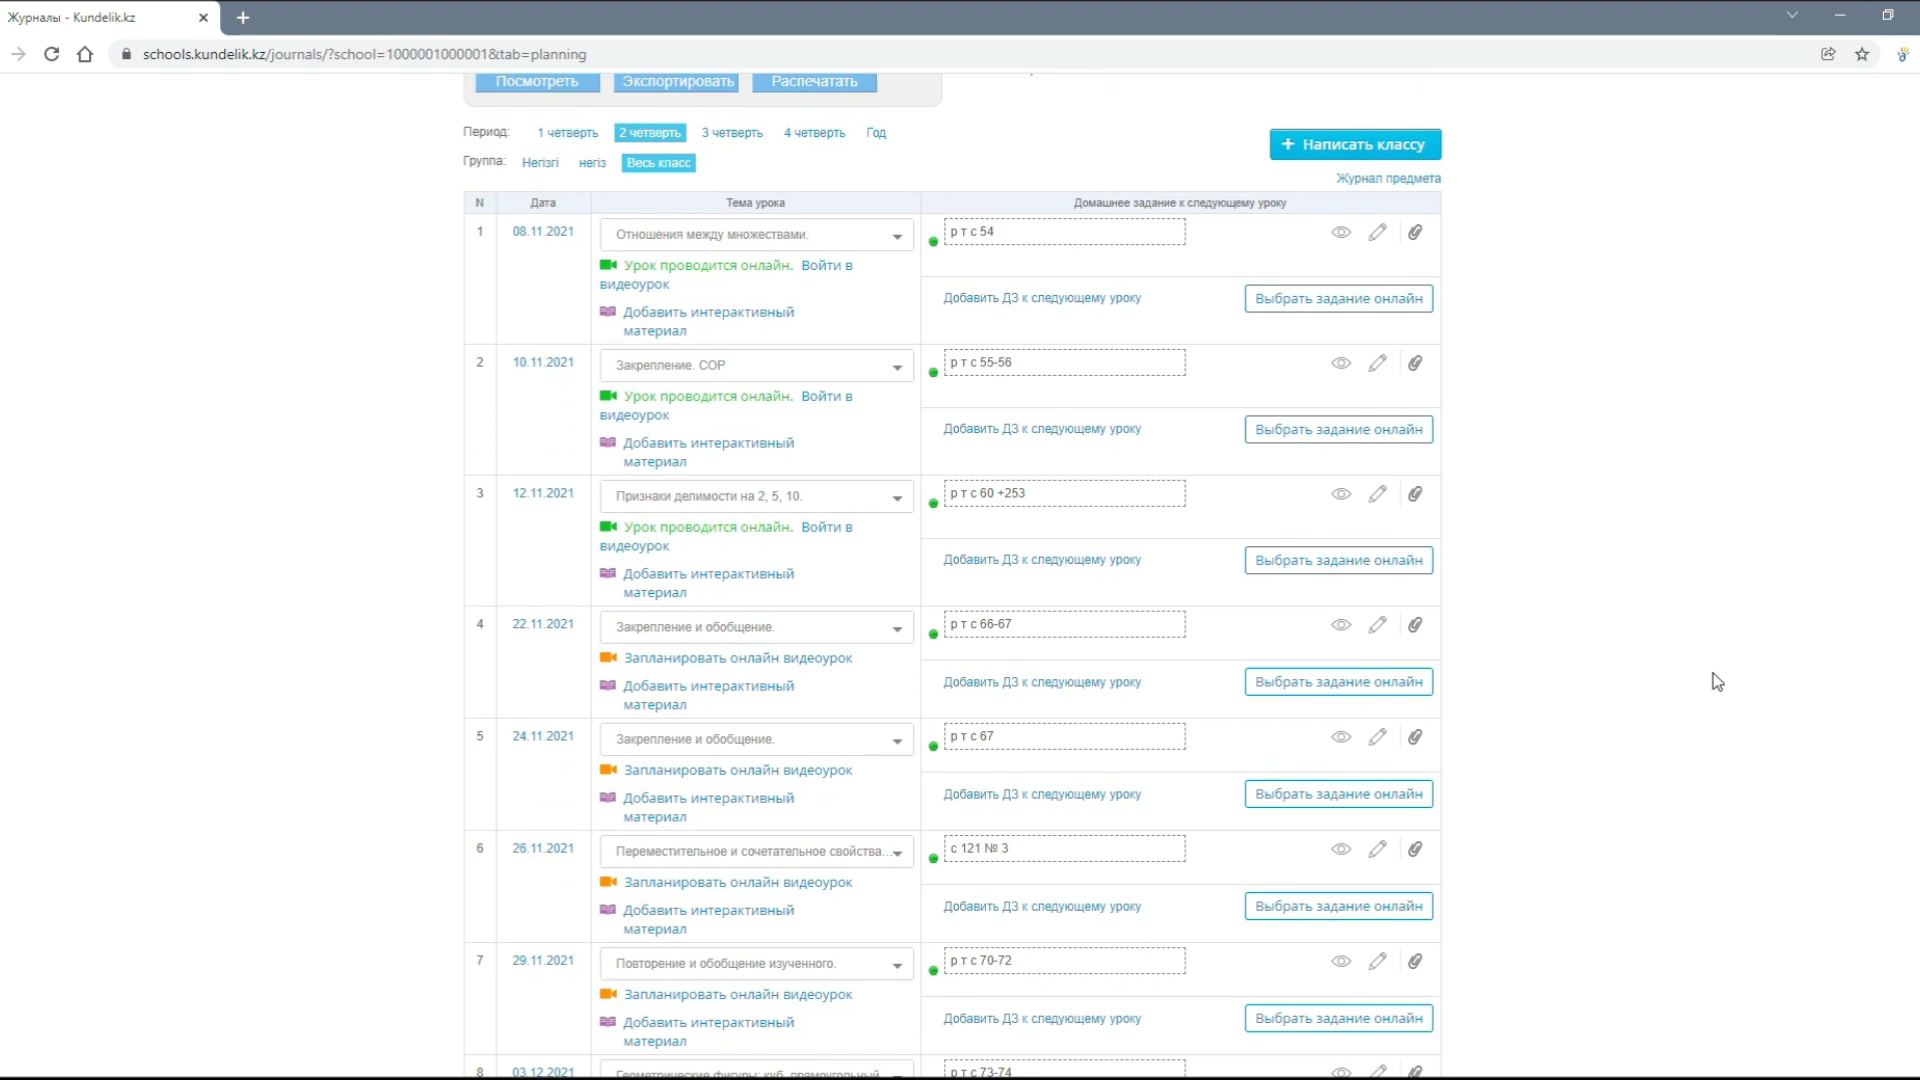 Журналы - Kundelik.kz
schools.kundelik.kz/journals/?school=1000001000001&tab=planning
Посмотреть Экспортировать Распечатать
Период: 1 четверть 2 четверть 3 четверть 4 четверть Год
+ Написать классу
Группа: Негізгі негіз Весь класс
Журнал предмета
N Дата Тема урока Домашнее задание к следующему уроку
1 08.11.2021 Отношения между множествами. р т с 54
Урок проводится онлайн. Войти в
видеоурок
Добавить ДЗ к следующему уроку Выбрать задание онлайн
Добавить интерактивный
материал
2 10.11.2021 Закрепление. СОР р т с 55-56
Урок проводится онлайн. Войти в
видеоурок
Добавить ДЗ к следующему уроку Выбрать задание онлайн
Добавить интерактивный
материал
3 12.11.2021 Признаки делимости на 2, 5, 10. р т с 60 +253
Урок проводится онлайн. Войти в
видеоурок
Добавить ДЗ к следующему уроку Выбрать задание онлайн
Добавить интерактивный
материал
4 22.11.2021 Закрепление и обобщение. р т с 66-67
Запланировать онлайн видеоурок
Добавить ДЗ к следующему уроку Выбрать задание онлайн
Добавить интерактивный
материал
5 24.11.2021 Закрепление и обобщение. р т с 67
Запланировать онлайн видеоурок
Добавить ДЗ к следующему уроку Выбрать задание онлайн
Добавить интерактивный
материал
6 26.11.2021 Переместительное и сочетательное свойства... с 121 № 3
Запланировать онлайн видеоурок
Добавить ДЗ к следующему уроку Выбрать задание онлайн
Добавить интерактивный
материал
7 29.11.2021 Повторение и обобщение изученного. р т с 70-72
Запланировать онлайн видеоурок
Добавить ДЗ к следующему уроку Выбрать задание онлайн
Добавить интерактивный
материал
8 03.12.2021 Геометрические фигуры: куб, прямоугольный р т с 73-74